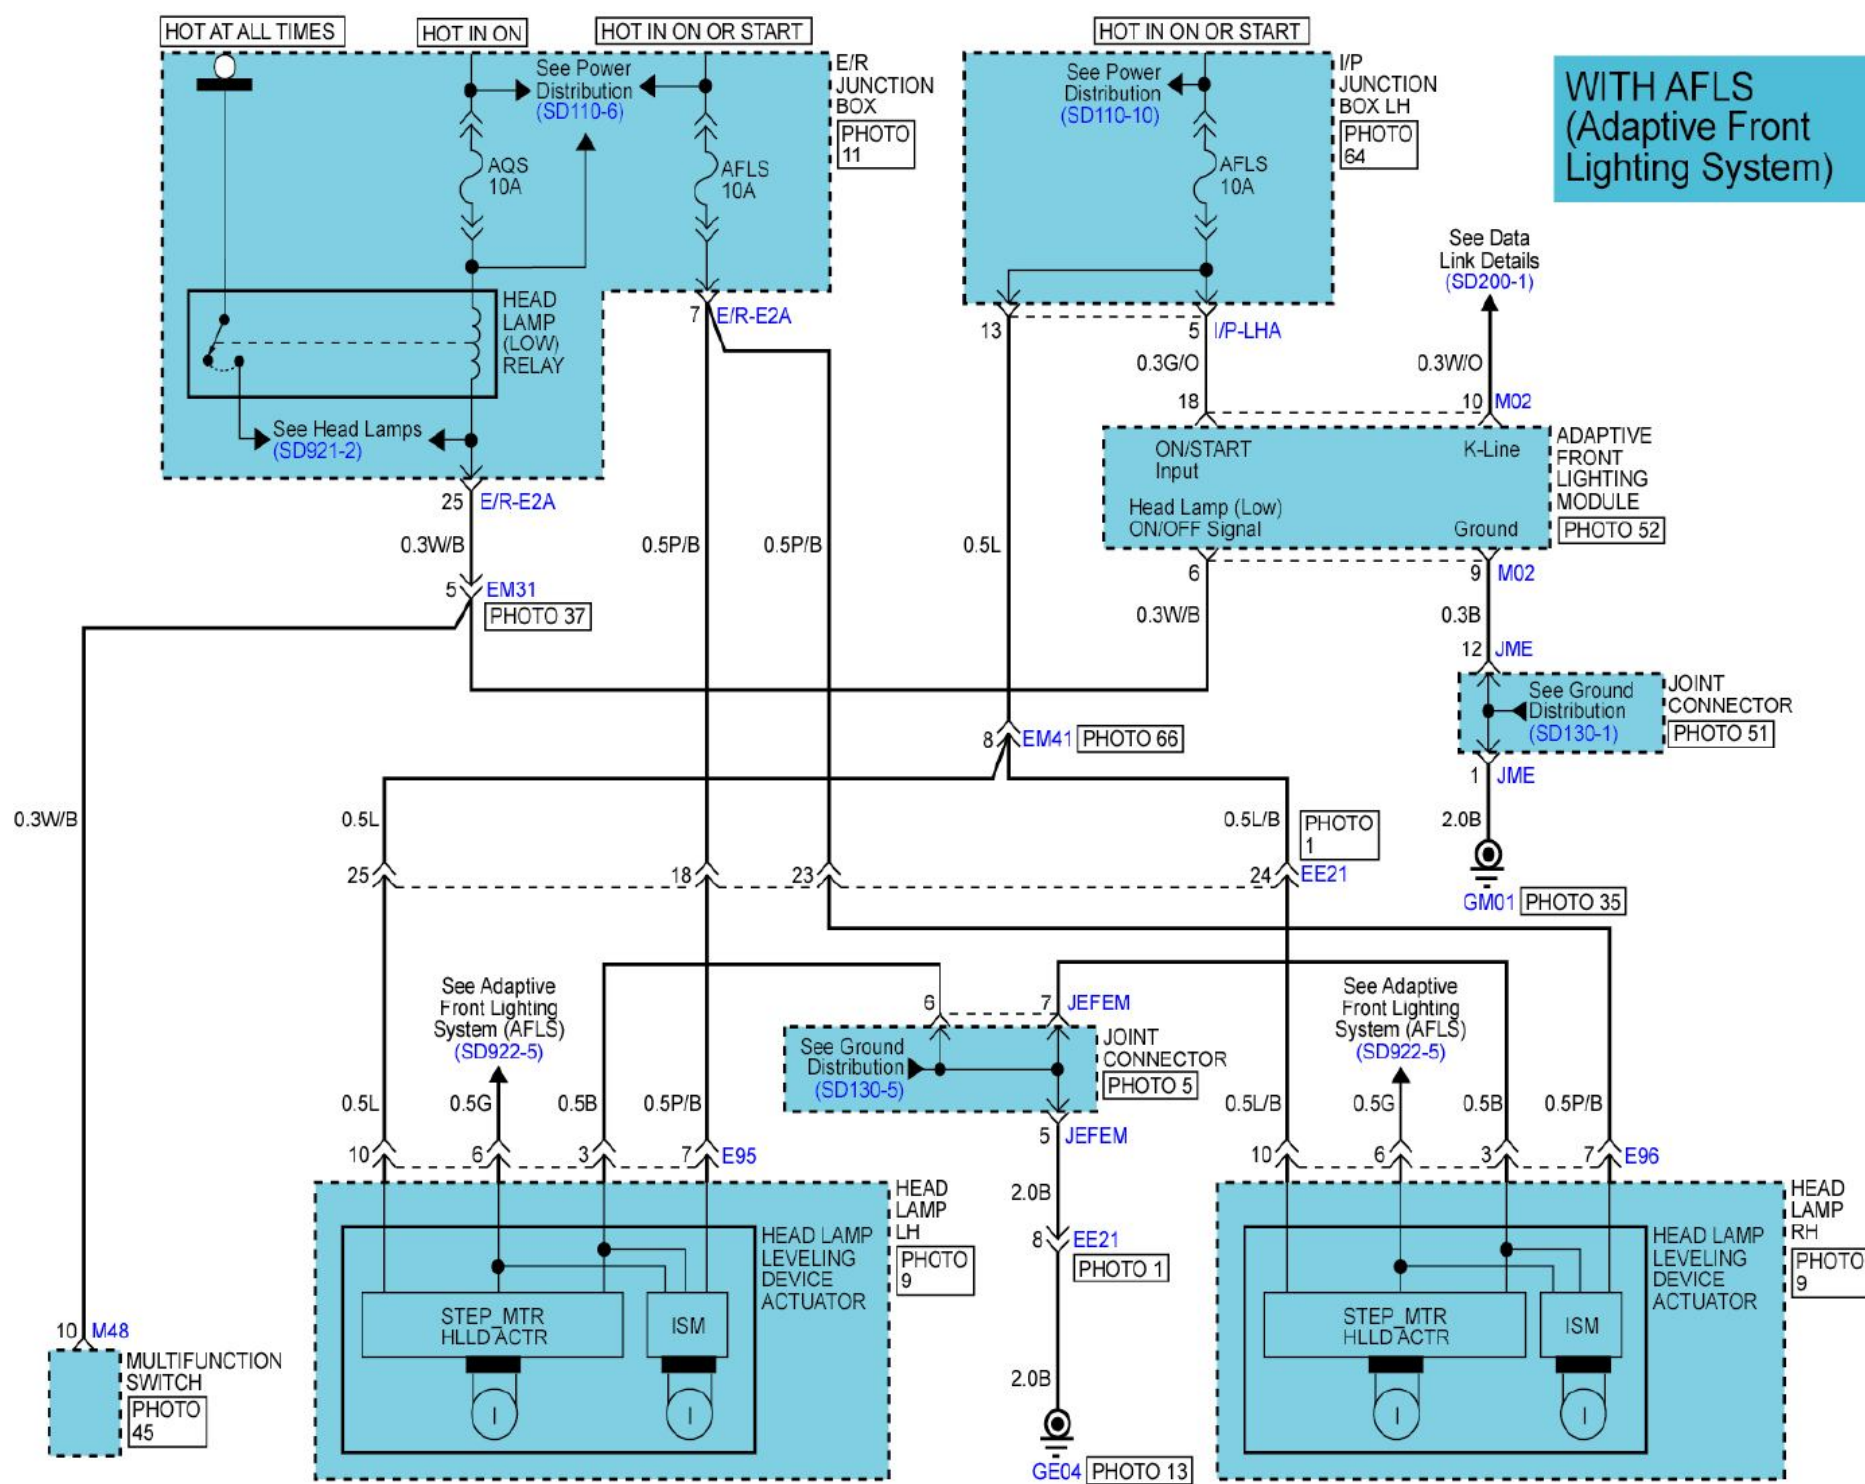 HOT AT ALL TIMES
HOT IN ON
HOT IN ON OR START
HOT IN ON OR START
See Power
Distribution
(SD110-6)
E/R
JUNCTION
BOX
PHOTO
11
AQS
10A
AFLS
10A
See Power
Distribution
(SD110-10)
I/P
JUNCTION
BOX LH
PHOTO
64
AFLS
10A
WITH AFLS
(Adaptive Front
Lighting System)
See Data
Link Details
(SD200-1)
HEAD
LAMP
(LOW)
RELAY
7 E/R-E2A
13
5 I/P-LHA
0.3G/O
0.3W/O
18
10 M02
See Head Lamps
(SD921-2)
ON/START
Input
K-Line
Head Lamp (Low)
ON/OFF Signal
Ground
ADAPTIVE
FRONT
LIGHTING
MODULE
PHOTO 52
25 E/R-E2A
0.3W/B
0.5P/B
0.5P/B
0.5L
6
9 M02
5 EM31
PHOTO 37
0.3W/B
0.3B
12 JME
See Ground
Distribution
(SD130-1)
JOINT
CONNECTOR
PHOTO 51
8 EM41 PHOTO 66
1 JME
0.3W/B
0.5L
0.5L/B
PHOTO
1
2.0B
25
18
23
24 EE21
GM01 PHOTO 35
See Adaptive
Front Lighting
System (AFLS)
(SD922-5)
6
7 JEFEM
See Ground
Distribution
(SD130-5)
JOINT
CONNECTOR
PHOTO 5
See Adaptive
Front Lighting
System (AFLS)
(SD922-5)
0.5L
0.5G
0.5B
0.5P/B
5 JEFEM
0.5L/B
0.5G
0.5B
0.5P/B
10
6
3
7 E95
10
6
3
7 E96
2.0B
8 EE21
PHOTO 1
HEAD
LAMP
LH
PHOTO
9
HEAD LAMP
LEVELING
DEVICE
ACTUATOR
STEP_MTR
HLLD ACTR
ISM
HEAD
LAMP
RH
PHOTO
9
HEAD LAMP
LEVELING
DEVICE
ACTUATOR
STEP_MTR
HLLD ACTR
ISM
10 M48
MULTIFUNCTION
SWITCH
PHOTO
45
2.0B
GE04 PHOTO 13